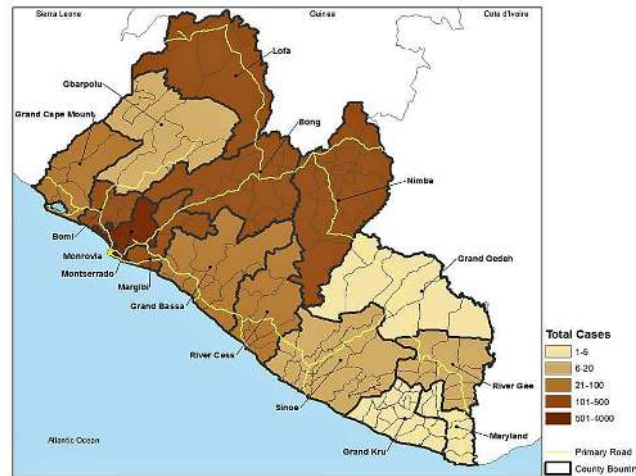 Sierra Leone
Guinea
Cote d'Ivoire
Lofa
Gbarpolu
Grand Cape Mount
Bong
Nimba
Bomi
Monrovia
Montserrado
Margibi
Grand Bassa
Grand Gedeh
River Cess
River Gee
Sinoe
Maryland
Grand Kru
Atlantic Ocean
Total Cases
1-5
6-20
21-100
101-500
501-4000
Primary Road
County Boundr